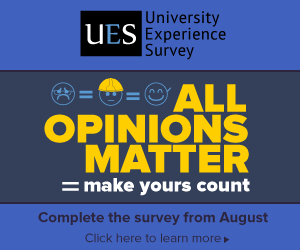 UES
University
Experience
Survey
= = ALL
OPINIONS
MATTER
= make yours count
Complete the survey from August
Click here to learn more